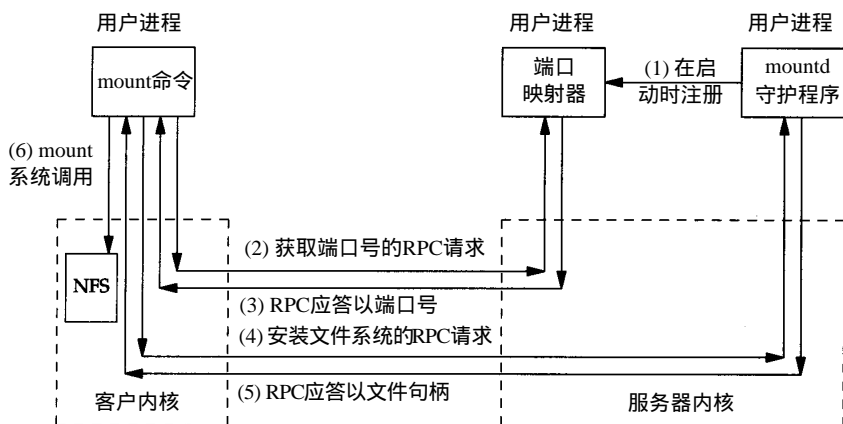 用户进程
用户进程
用户进程
mount命令
端口
映射器
(1) 在启
动时注册
mountd
守护程序
(6) mount
系统调用
NFS
(2) 获取端口号的RPC请求
(3) RPC应答以端口号
(4) 安装文件系统的RPC请求
(5) RPC应答以文件句柄
客户内核
服务器内核